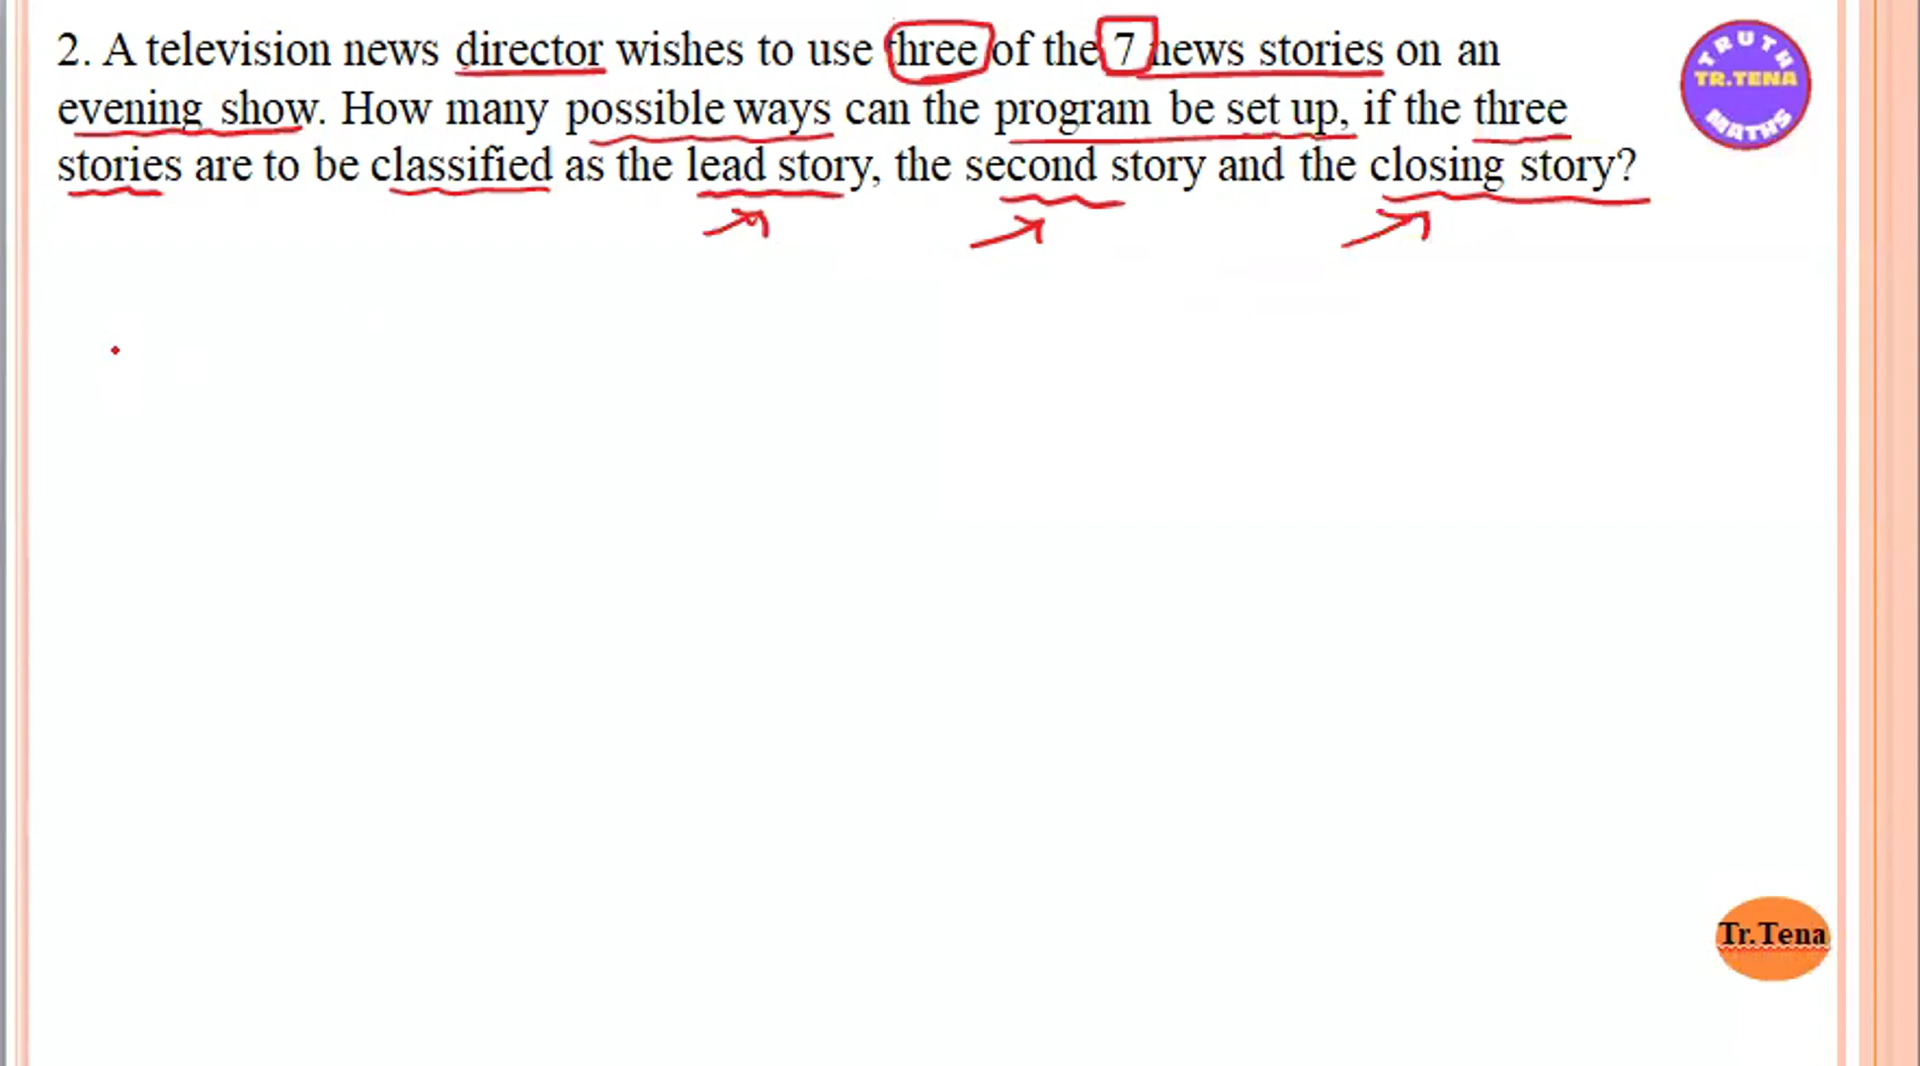 2. A television news director wishes to use three of the 7 news stories on an
evening show. How many possible ways can the program be set up, if the three
stories are to be classified as the lead story, the second story and the closing story?
TRUTH
TR.TENA
MATHS
Tr.Tena